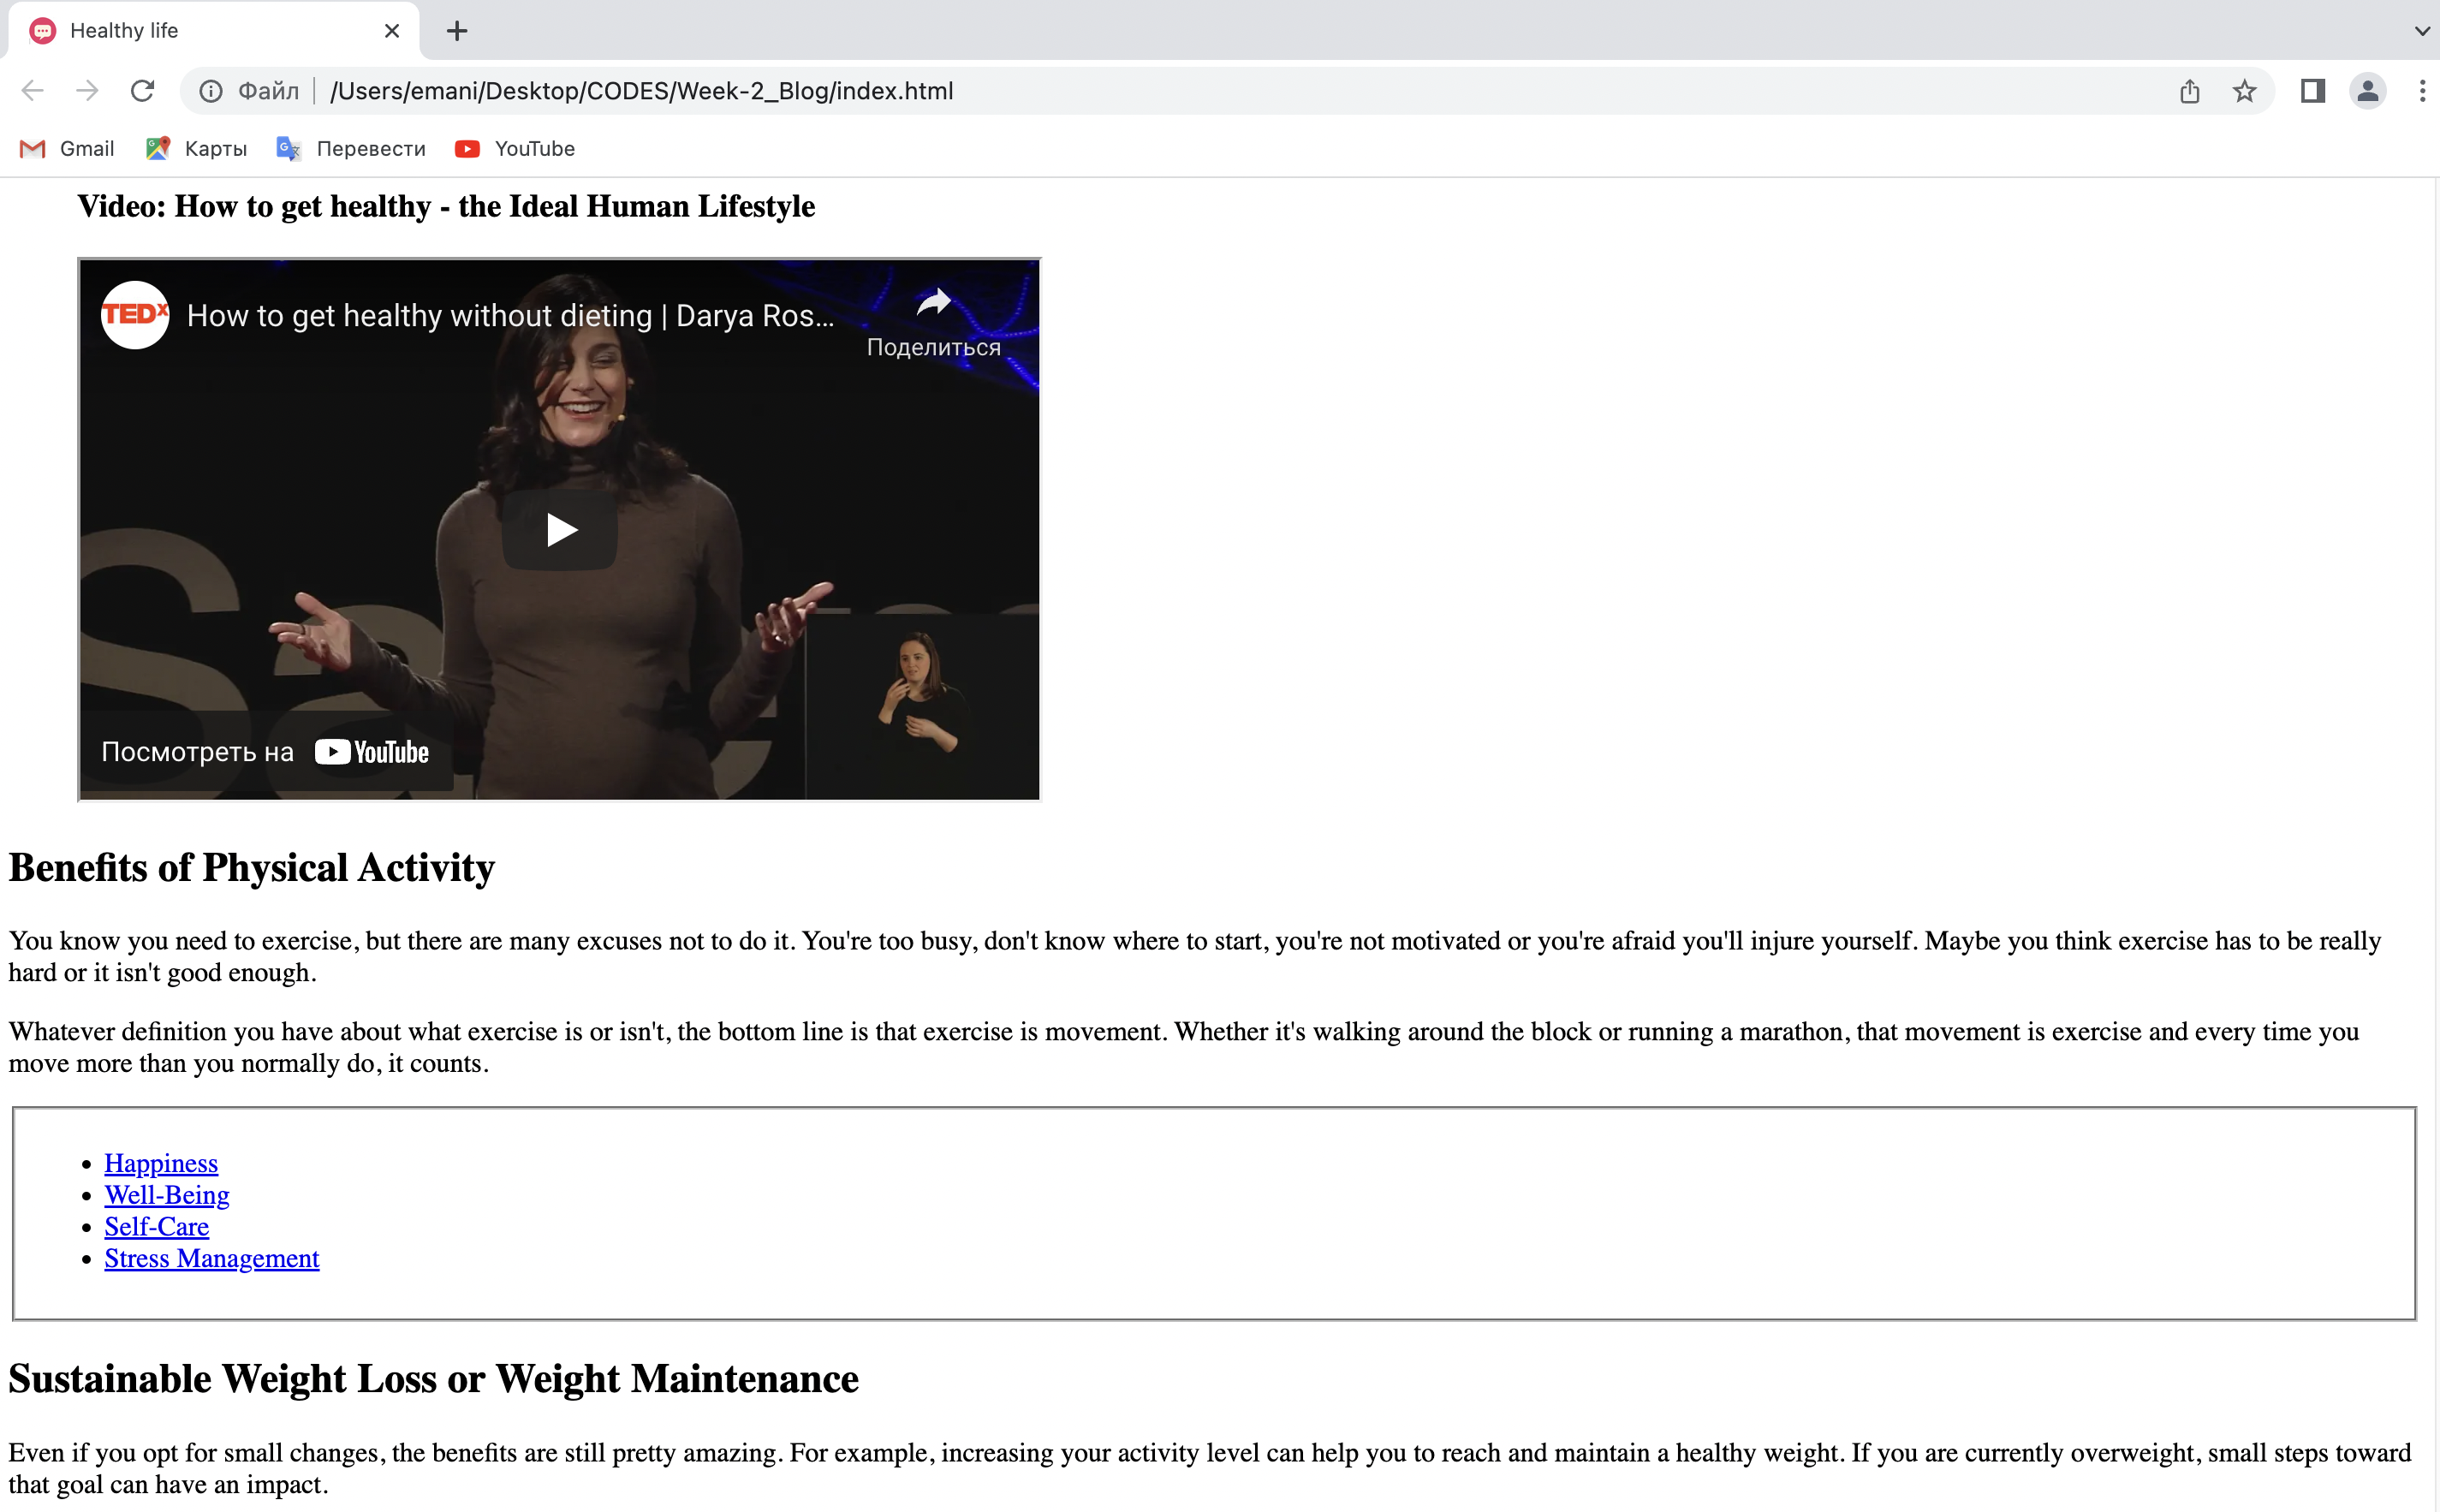 Healthy life
Файл /Users/emani/Desktop/CODES/Week-2_Blog/index.html
Gmail Карты Перевести YouTube
Video: How to get healthy - the Ideal Human Lifestyle
TEDx How to get healthy without dieting | Darya Ros...
Поделиться
Посмотреть на YouTube
Benefits of Physical Activity
You know you need to exercise, but there are many excuses not to do it. You're too busy, don't know where to start, you're not motivated or you're afraid you'll injure yourself. Maybe you think exercise has to be really
hard or it isn't good enough.
Whatever definition you have about what exercise is or isn't, the bottom line is that exercise is movement. Whether it's walking around the block or running a marathon, that movement is exercise and every time you
move more than you normally do, it counts.
• Happiness
• Well-Being
• Self-Care
• Stress Management
Sustainable Weight Loss or Weight Maintenance
Even if you opt for small changes, the benefits are still pretty amazing. For example, increasing your activity level can help you to reach and maintain a healthy weight. If you are currently overweight, small steps toward
that goal can have an impact.